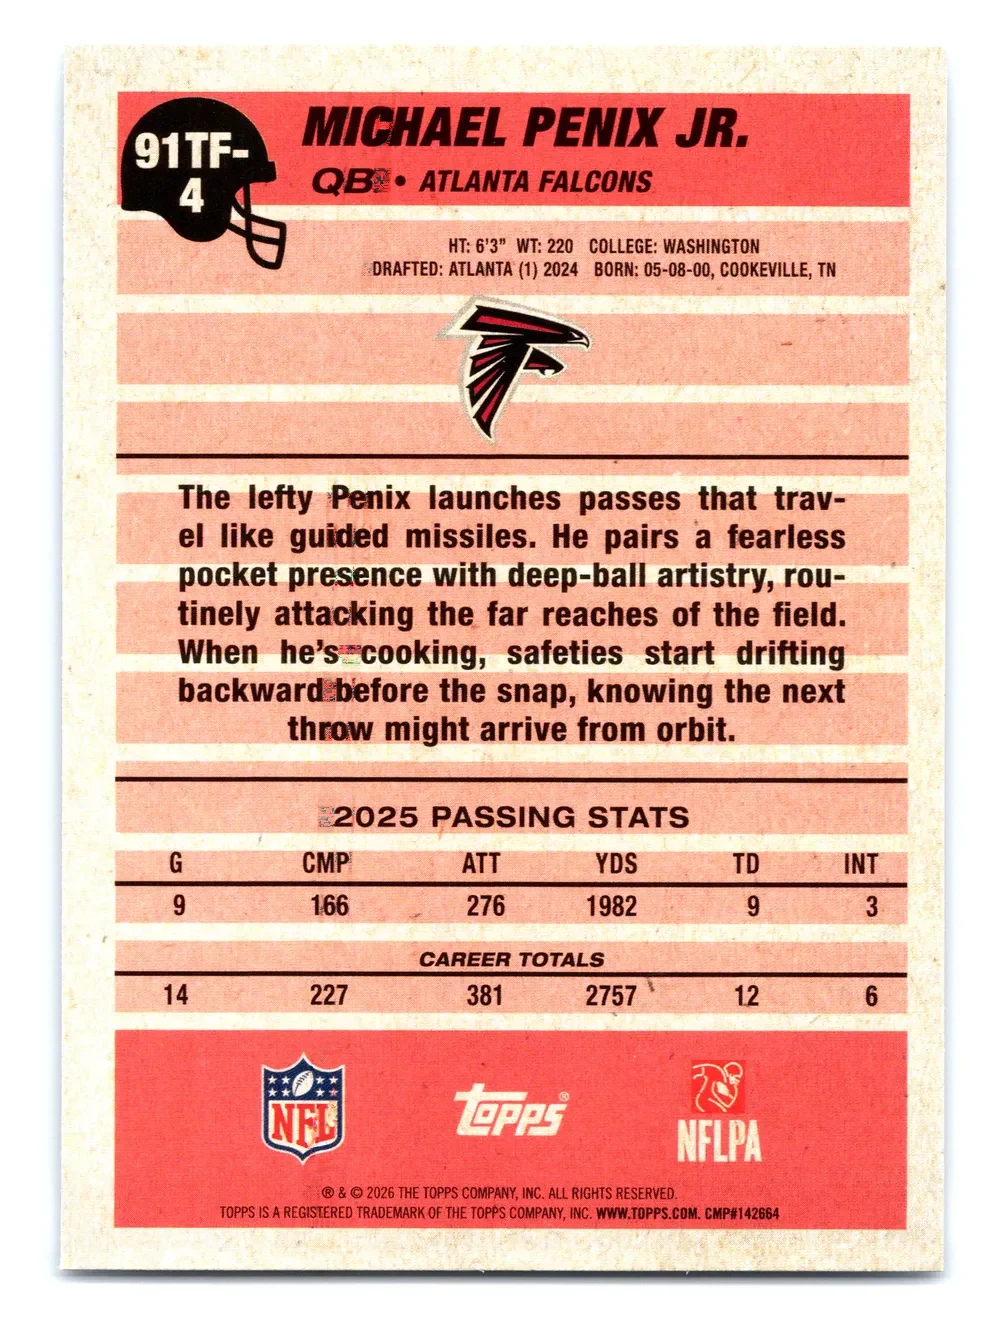 91TF-
4
MICHAEL PENIX JR.
QB • ATLANTA FALCONS
HT: 6'3" WT: 220 COLLEGE: WASHINGTON
DRAFTED: ATLANTA (1) 2024 BORN: 05-08-00, COOKEVILLE, TN
The lefty Penix launches passes that trav-
el like guided missiles. He pairs a fearless
pocket presence with deep-ball artistry, rou-
tinely attacking the far reaches of the field.
When he's cooking, safeties start drifting
backward before the snap, knowing the next
throw might arrive from orbit.
2025 PASSING STATS
G CMP ATT YDS TD INT
9 166 276 1982 9 3
CAREER TOTALS
14 227 381 2757 12 6
NFL
Topps®
NFLPA
® & © 2026 THE TOPPS COMPANY, INC. ALL RIGHTS RESERVED.
TOPPS IS A REGISTERED TRADEMARK OF THE TOPPS COMPANY, INC. WWW.TOPPS.COM. CMP#142664